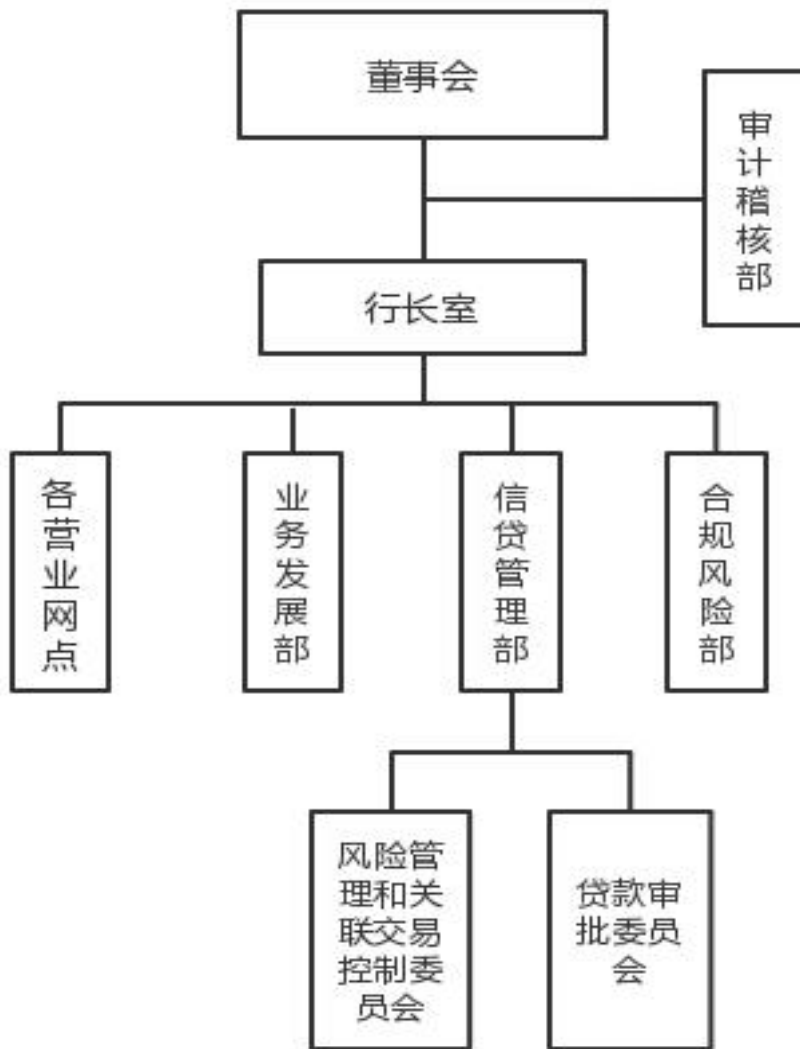 董事会
审计稽核部
行长室
各营业网点
业务发展部
信贷管理部
合规风险部
风险管
理和关
联交易
控制委
员会
贷款审
批委员
会